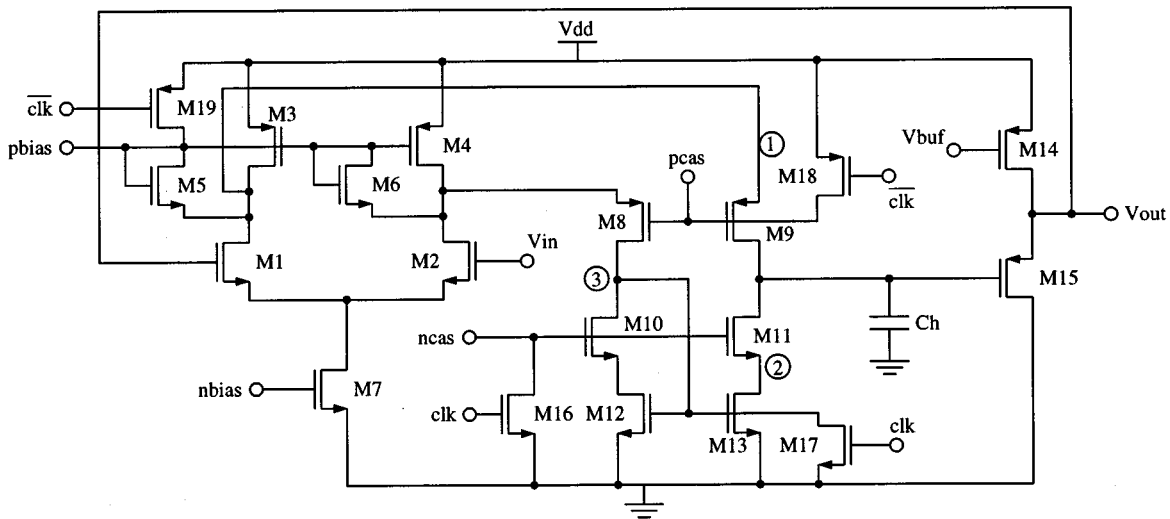 Vdd
clk
M19
M3
pbias
M4
M5
M6
pcas
①
M18
clk
Vbuf
M14
M8
M9
Vout
M1
M2
Vin
③
M15
M10
ncas
M11
Ch
②
nbias
M7
clk
M16
M12
M13
M17
clk